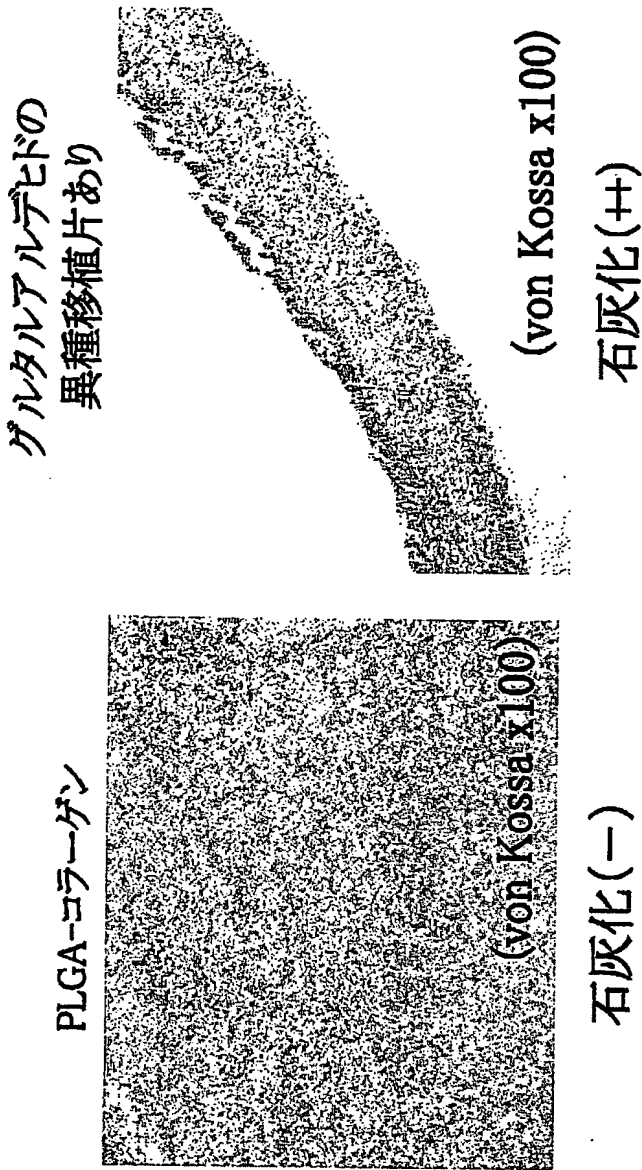 PLGA-コラーゲン
(von Kossa x100)
石灰化(−)
グルタルアルデヒドの
異種移植片あり
(von Kossa x100)
石灰化(++)